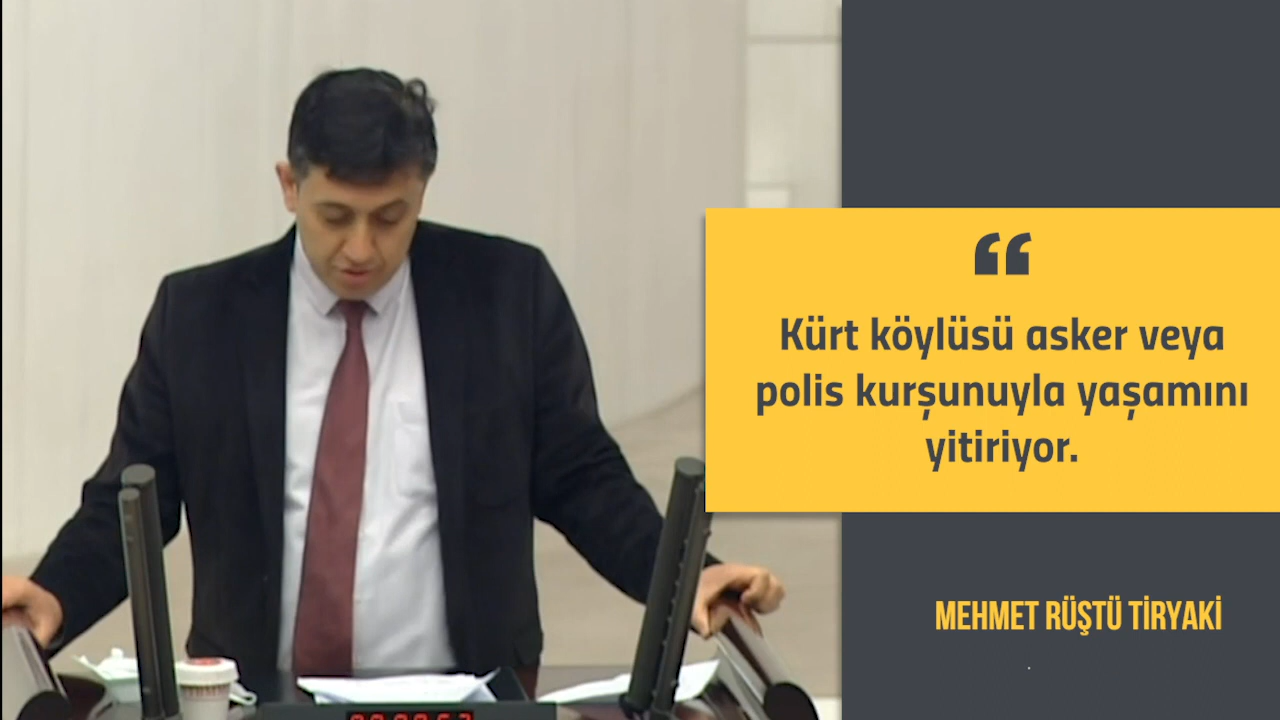 “
Kürt köylüsü asker veya
polis kurşunuyla yaşamını
yitiriyor.
MEHMET RÜŞTÜ TİRYAKİ